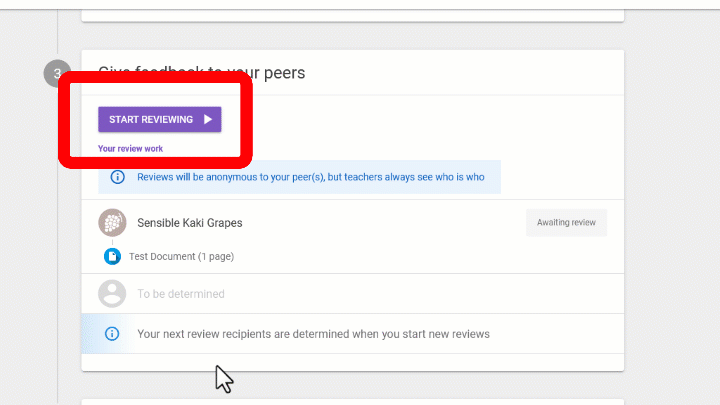 3
Give feedback to your peers
START REVIEWING
Your review work
Reviews will be anonymous to your peer(s), but teachers always see who is who
Sensible Kaki Grapes
Awaiting review
Test Document (1 page)
To be determined
Your next review recipients are determined when you start new reviews